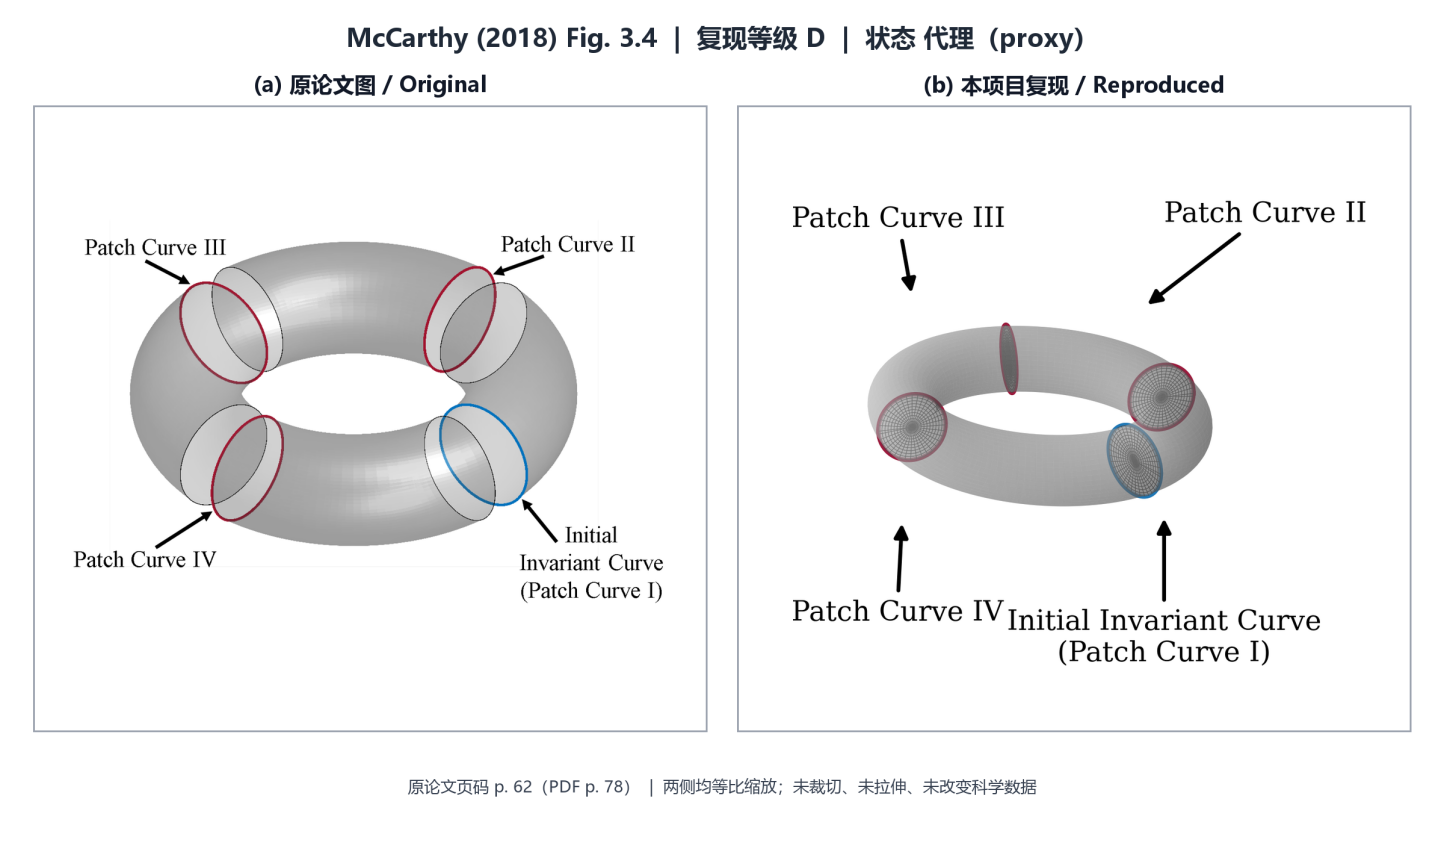 McCarthy (2018) Fig. 3.4 | 复现等级 D | 状态 代理（proxy）
(a) 原论文图 / Original
Patch Curve III
Patch Curve II
Patch Curve IV
Initial
Invariant Curve
(Patch Curve I)
(b) 本项目复现 / Reproduced
Patch Curve III
Patch Curve II
Patch Curve IV
Initial Invariant Curve
(Patch Curve I)
原论文页码 p. 62（PDF p. 78） | 两侧均等比缩放；未裁切、未拉伸、未改变科学数据